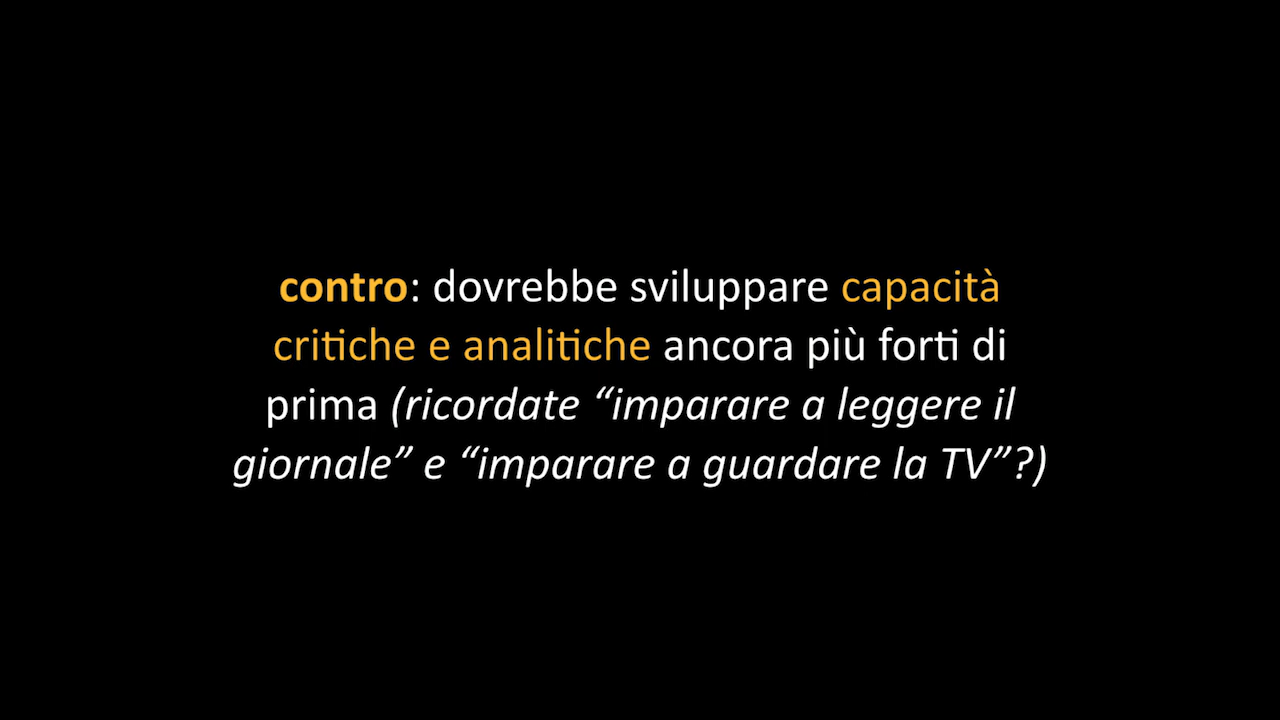 contro: dovrebbe sviluppare capacità
critiche e analitiche ancora più forti di
prima (ricordate “imparare a leggere il
giornale” e “imparare a guardare la TV”?)